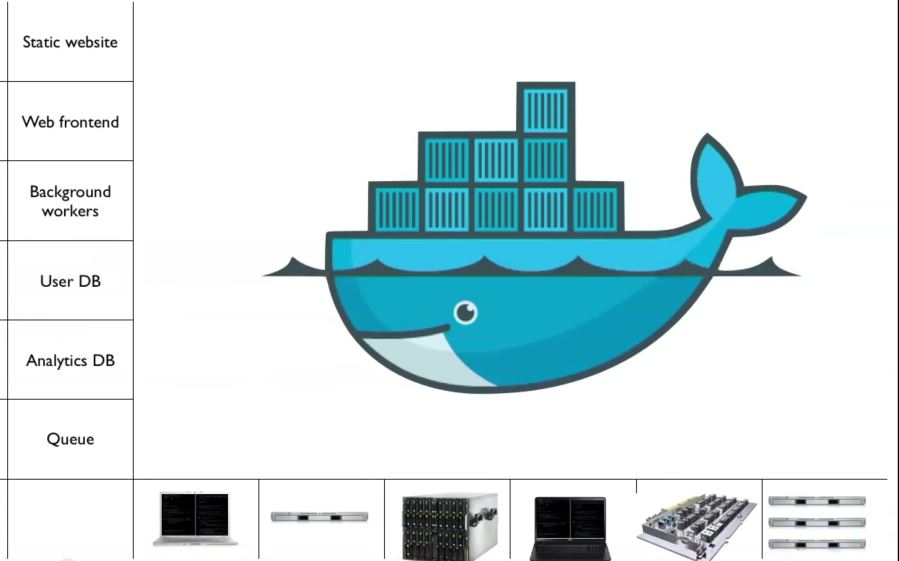 Static website
Web frontend
Background
workers
User DB
Analytics DB
Queue